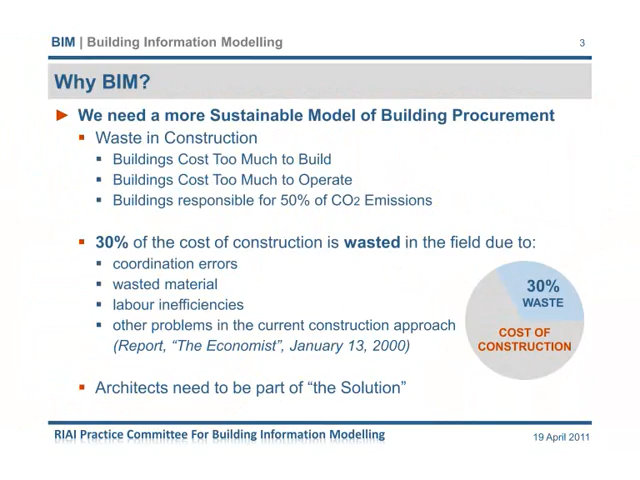 BIM | Building Information Modelling
3
Why BIM?
► We need a more Sustainable Model of Building Procurement
▪ Waste in Construction
▪ Buildings Cost Too Much to Build
▪ Buildings Cost Too Much to Operate
▪ Buildings responsible for 50% of CO2 Emissions
▪ 30% of the cost of construction is wasted in the field due to:
▪ coordination errors
▪ wasted material
▪ labour inefficiencies
▪ other problems in the current construction approach
(Report, “The Economist”, January 13, 2000)
30%
WASTE
COST OF
CONSTRUCTION
▪ Architects need to be part of “the Solution”
RIAI Practice Committee For Building Information Modelling
19 April 2011